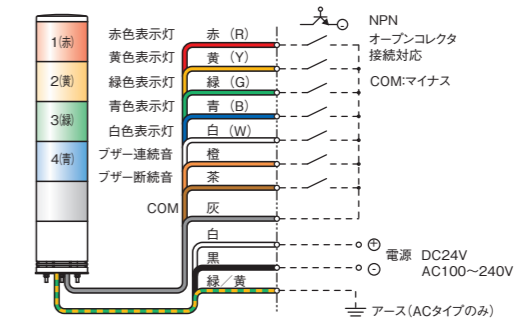 1(赤)
2(黄)
3(緑)
4(青)
赤色表示灯 赤（R）
黄色表示灯 黄（Y）
緑色表示灯 緑（G）
青色表示灯 青（B）
白色表示灯 白（W）
ブザー連続音 橙
ブザー断続音 茶
COM 灰
白
黒
緑／黄
NPN
オープンコレクタ
接続対応
COM:マイナス
⊕
⊖
電源 DC24V
AC100～240V
アース（ACタイプのみ）